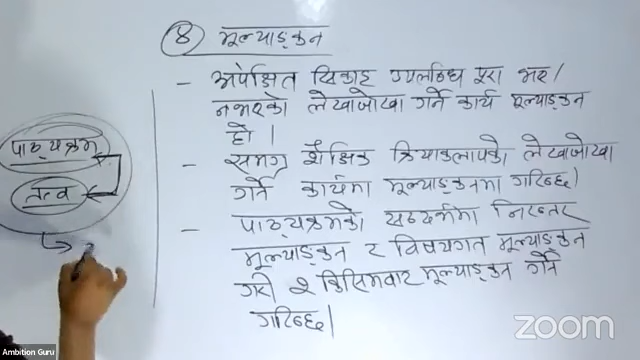 ④ मूल्याङ्कन
- अपेक्षित सिकाइ उपलब्धि पूरा भए/
नभएको लेखाजोखा गर्ने कार्य मूल्याङ्कन
हो ।
- समग्र शैक्षिक क्रियाकलापको लेखाजोखा
गर्ने कार्यमा मूल्याङ्कनमा गरिन्छ।
- पाठ्यक्रमको सन्दर्भमा निरन्तर
मूल्याङ्कन र विषयगत मूल्याङ्कन
गरी २ किसिमबाट मूल्याङ्कन गर्ने
गरिन्छ।
पाठ्यक्रम
तत्व
zoom
Ambition Guru